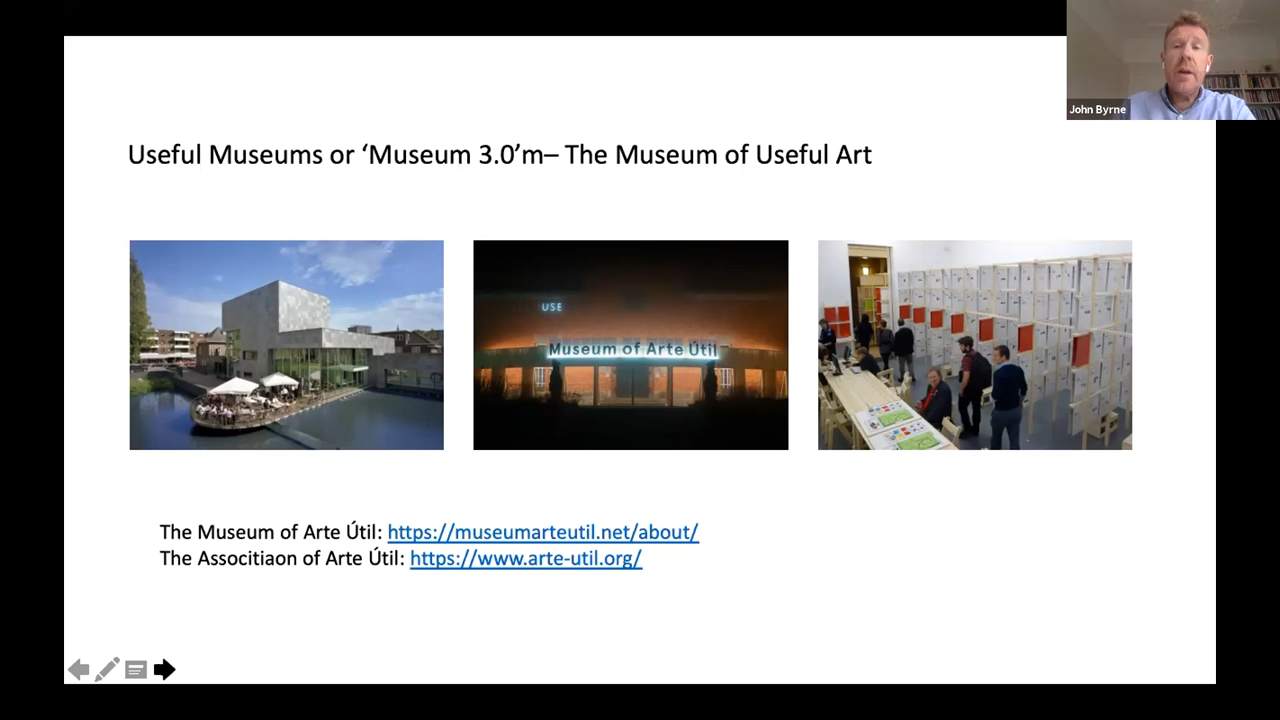 John Byrne
Useful Museums or ‘Museum 3.0’m– The Museum of Useful Art
USE
Museum of Arte Útil
The Museum of Arte Útil: https://museumarteutil.net/about/
The Associtiaon of Arte Útil: https://www.arte-util.org/